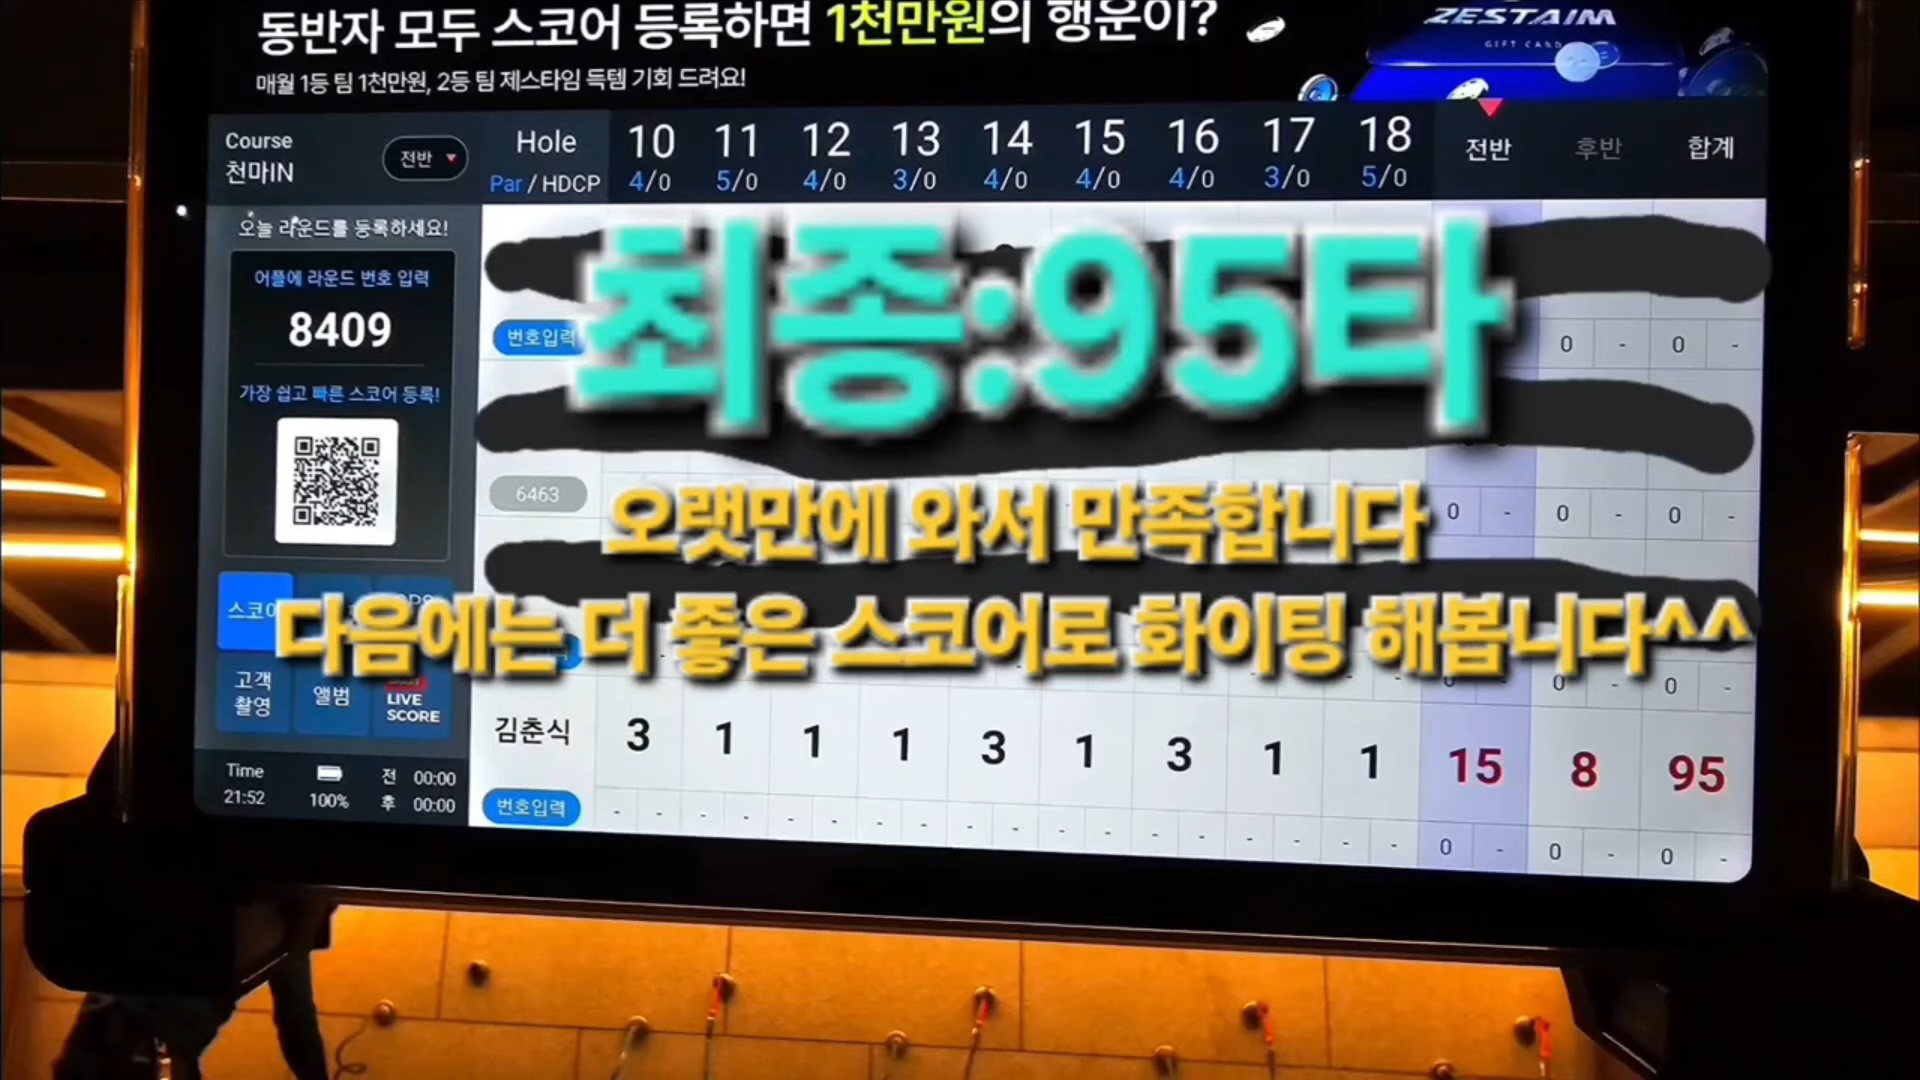 동반자 모두 스코어 등록하면 1천만원의 행운이?
매월 1등 팀 1천만원, 2등 팀 제스타임 득템 기회 드려요!
ZESTAIM
GIFT CARD
Course
천마IN
전반
Hole 10 11 12 13 14 15 16 17 18 전반 후반 합계
Par / HDCP 4/0 5/0 4/0 3/0 4/0 4/0 4/0 3/0 5/0
오늘 라운드를 등록하세요!
어플에 라운드 번호 입력
8409
가장 쉽고 빠른 스코어 등록!
최종:95타
번호입력
0 - 0 -
6463
0 - 0 - 0 -
오랫만에 와서 만족합니다
다음에는 더 좋은 스코어로 화이팅 해봅니다^^
스코어
고객
촬영
앨범
LIVE
SCORE
0 - 0 - 0 -
김춘식 3 1 1 1 3 1 3 1 1 15 8 95
번호입력 - - - - - - - - - - - - - - - - - - 0 - 0 - 0 -
Time
21:52
100%
전 00:00
후 00:00